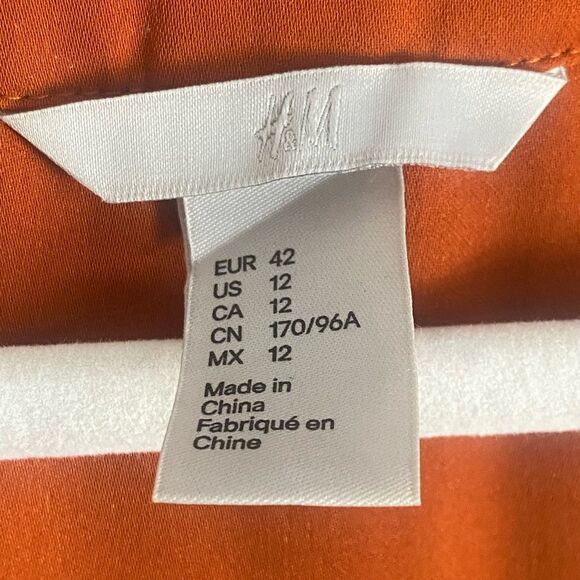 H&M
EUR 42
US 12
CA 12
CN 170/96A
MX 12
Made in
China
Fabriqué en
Chine